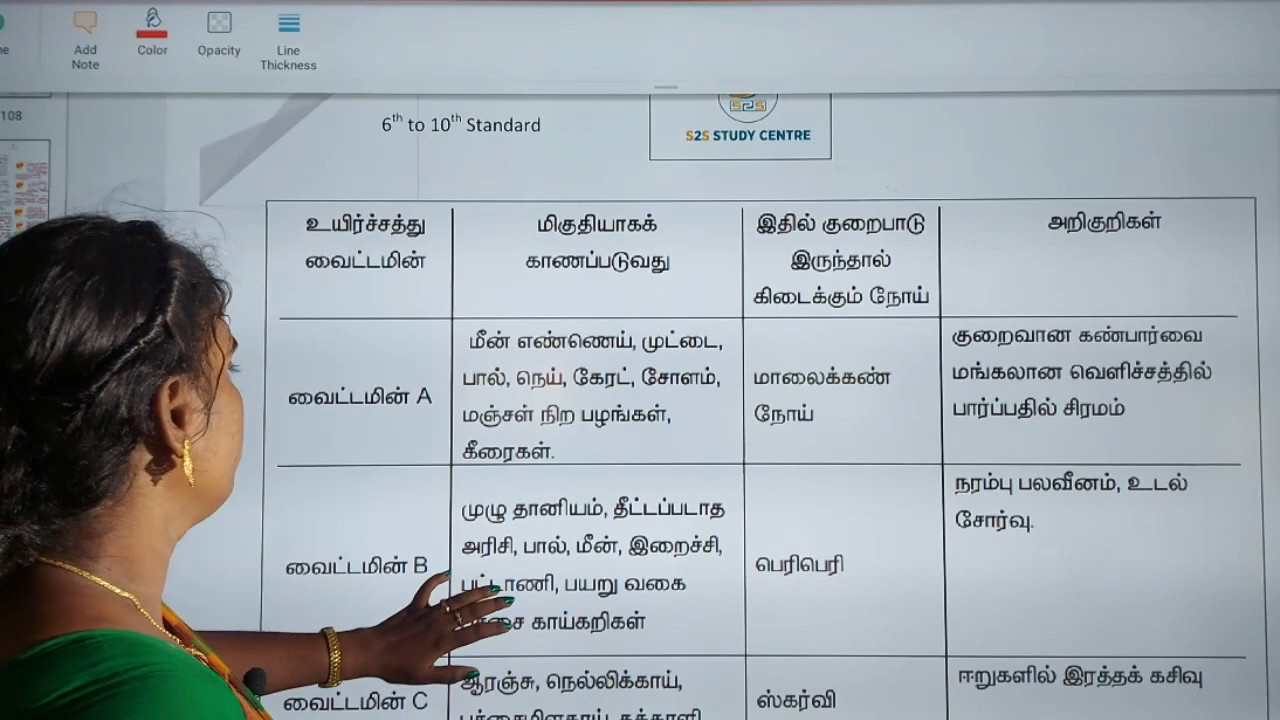 Add
Note
Color
Opacity
Line
Thickness
108
6th to 10th Standard
S2S
S2S STUDY CENTRE
உயிர்ச்சத்து
வைட்டமின்
மிகுதியாகக்
காணப்படுவது
இதில் குறைபாடு
இருந்தால்
கிடைக்கும் நோய்
அறிகுறிகள்
வைட்டமின் A
மீன் எண்ணெய், முட்டை,
பால், நெய், கேரட், சோளம்,
மஞ்சள் நிற பழங்கள்,
கீரைகள்.
மாலைக்கண்
நோய்
குறைவான கண்பார்வை
மங்கலான வெளிச்சத்தில்
பார்ப்பதில் சிரமம்
வைட்டமின் B
முழு தானியம், தீட்டப்படாத
அரிசி, பால், மீன், இறைச்சி,
பட்டாணி, பயறு வகை
காய்கறிகள்
பெரிபெரி
நரம்பு பலவீனம், உடல்
சோர்வு.
வைட்டமின் C
ஆரஞ்சு, நெல்லிக்காய்,
ஸ்கர்வி
ஈறுகளில் இரத்தக் கசிவு